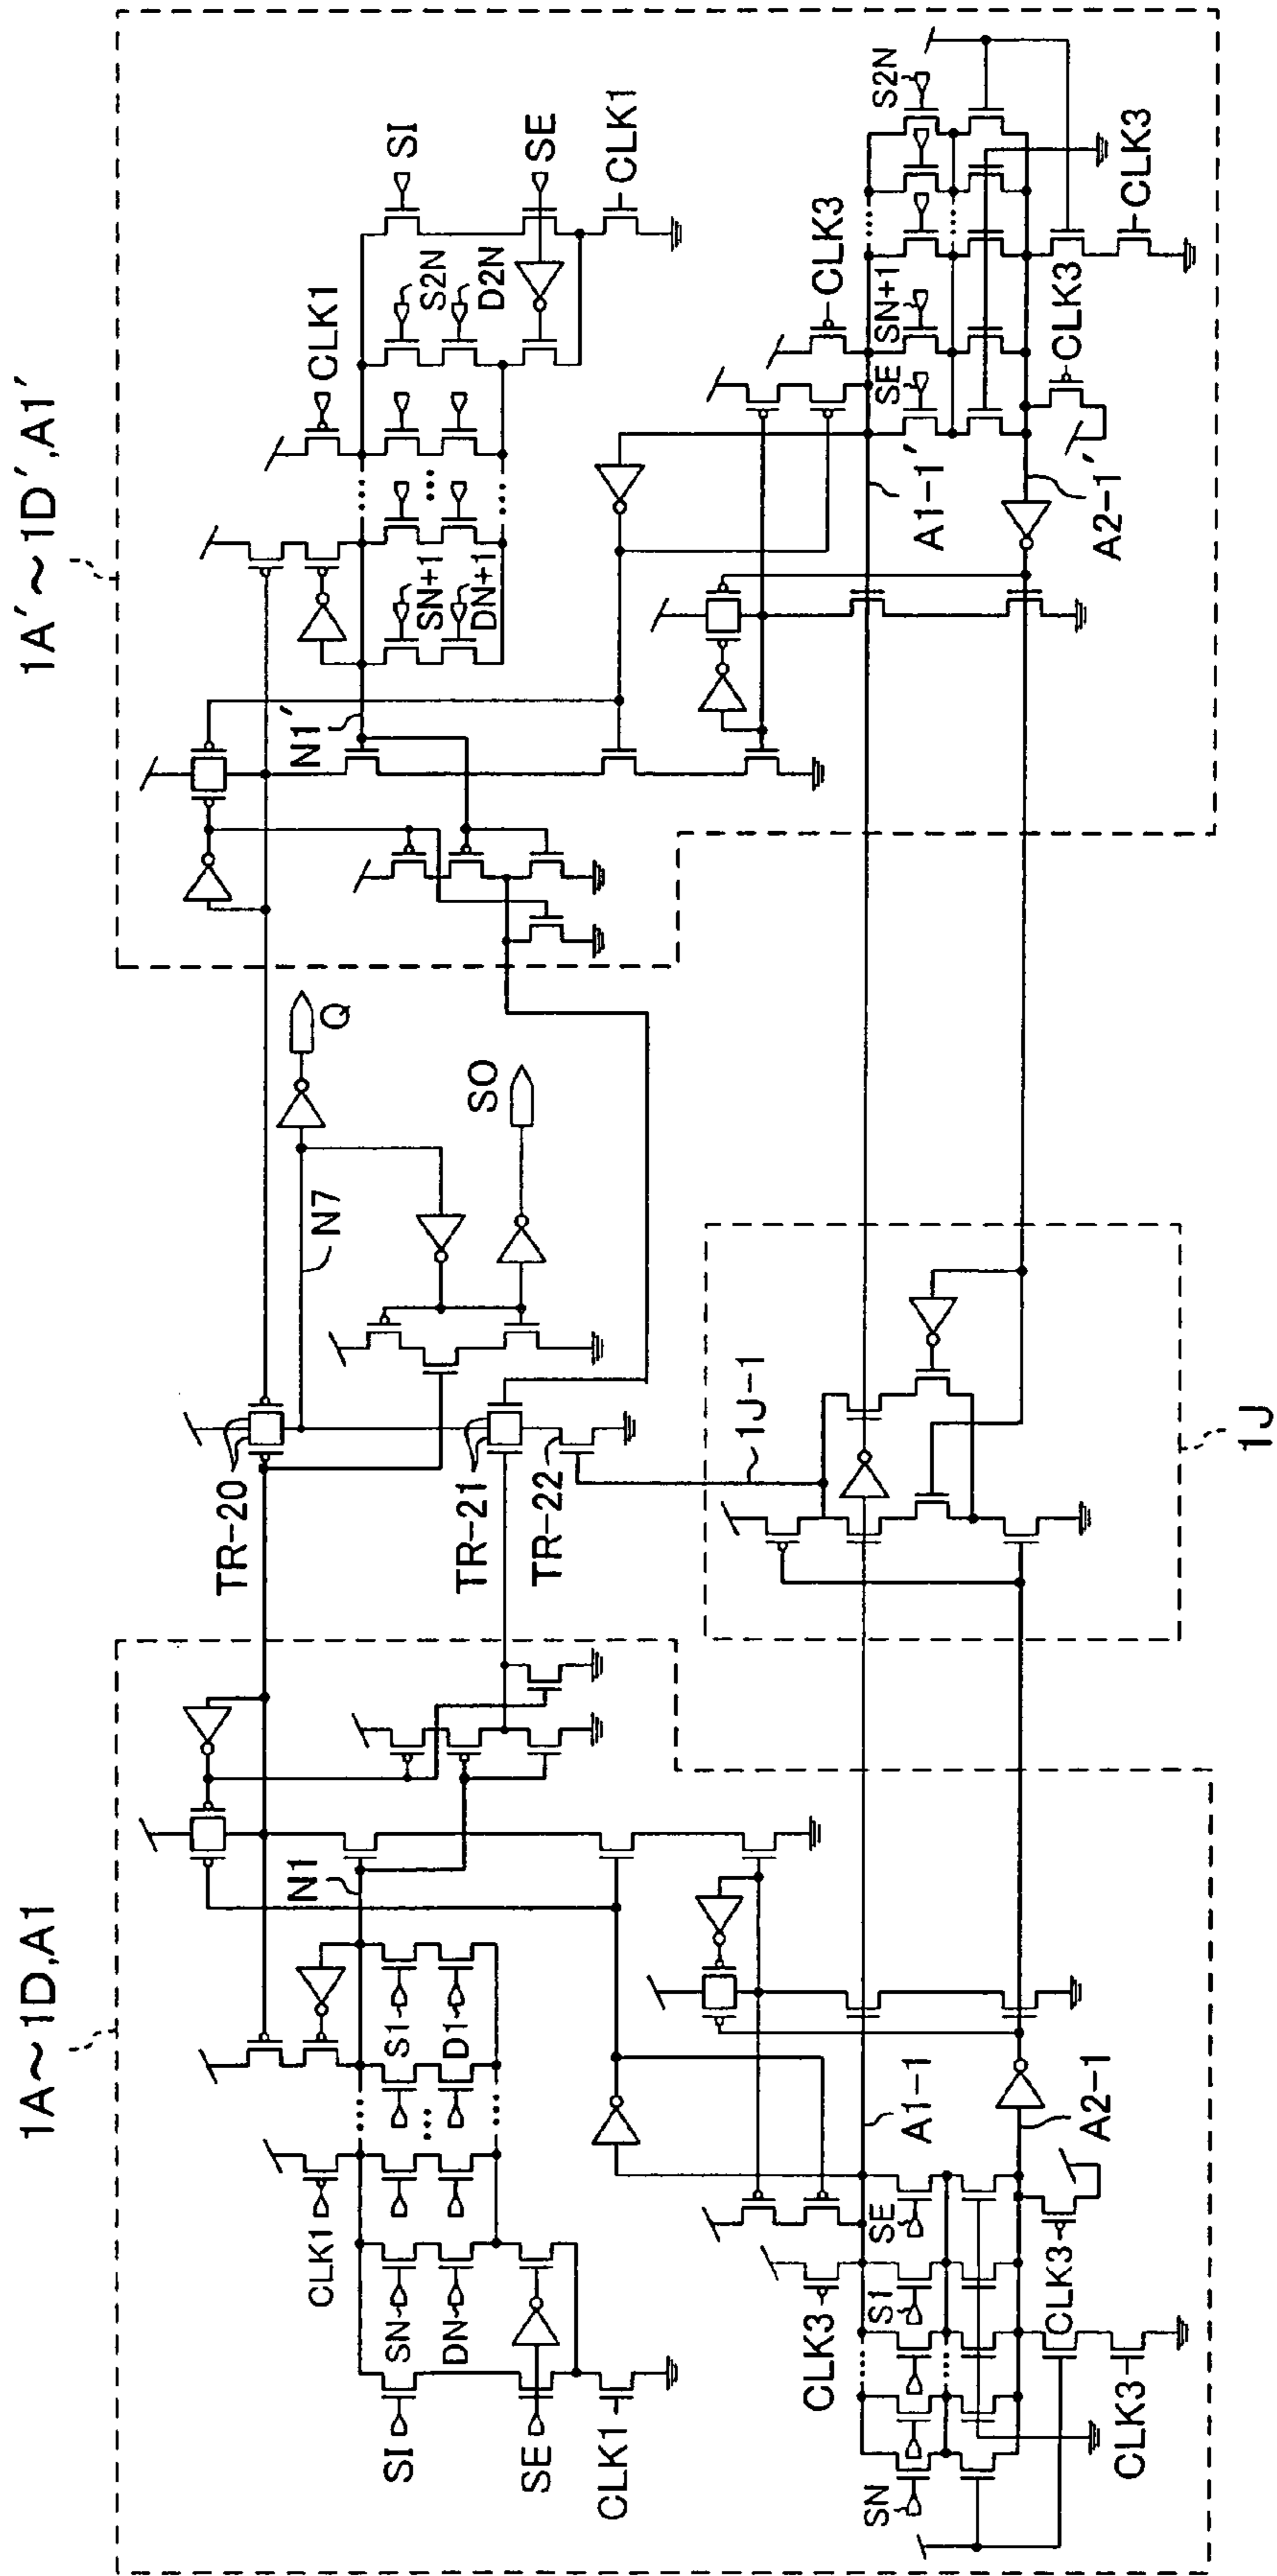 1A~1D,A1
1A´~1D´,A1´
CLK1
SN
S1
DN
D1
SI
SE
CLK1
N1
TR-20
N7
Q
TR-21
TR-22
SO
N1´
CLK1
SN+1
DN+1
S2N
D2N
SI
SE
CLK1
CLK3
SN
S1
SE
CLK3
CLK3
A1-1
A2-1
1J-1
1J
A1-1´
A2-1´
SE
SN+1
CLK3
S2N
CLK3
CLK3